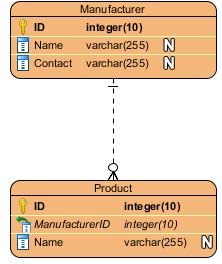 Manufacturer
ID integer(10)
Name varchar(255) N
Contact varchar(255) N
Product
ID integer(10)
ManufacturerID integer(10)
Name varchar(255) N